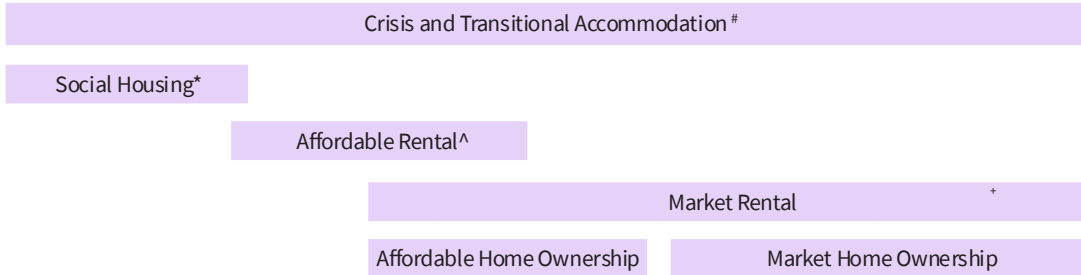 Crisis and Transitional Accommodation #
Social Housing*
Affordable Rental^
Market Rental +
Affordable Home Ownership
Market Home Ownership